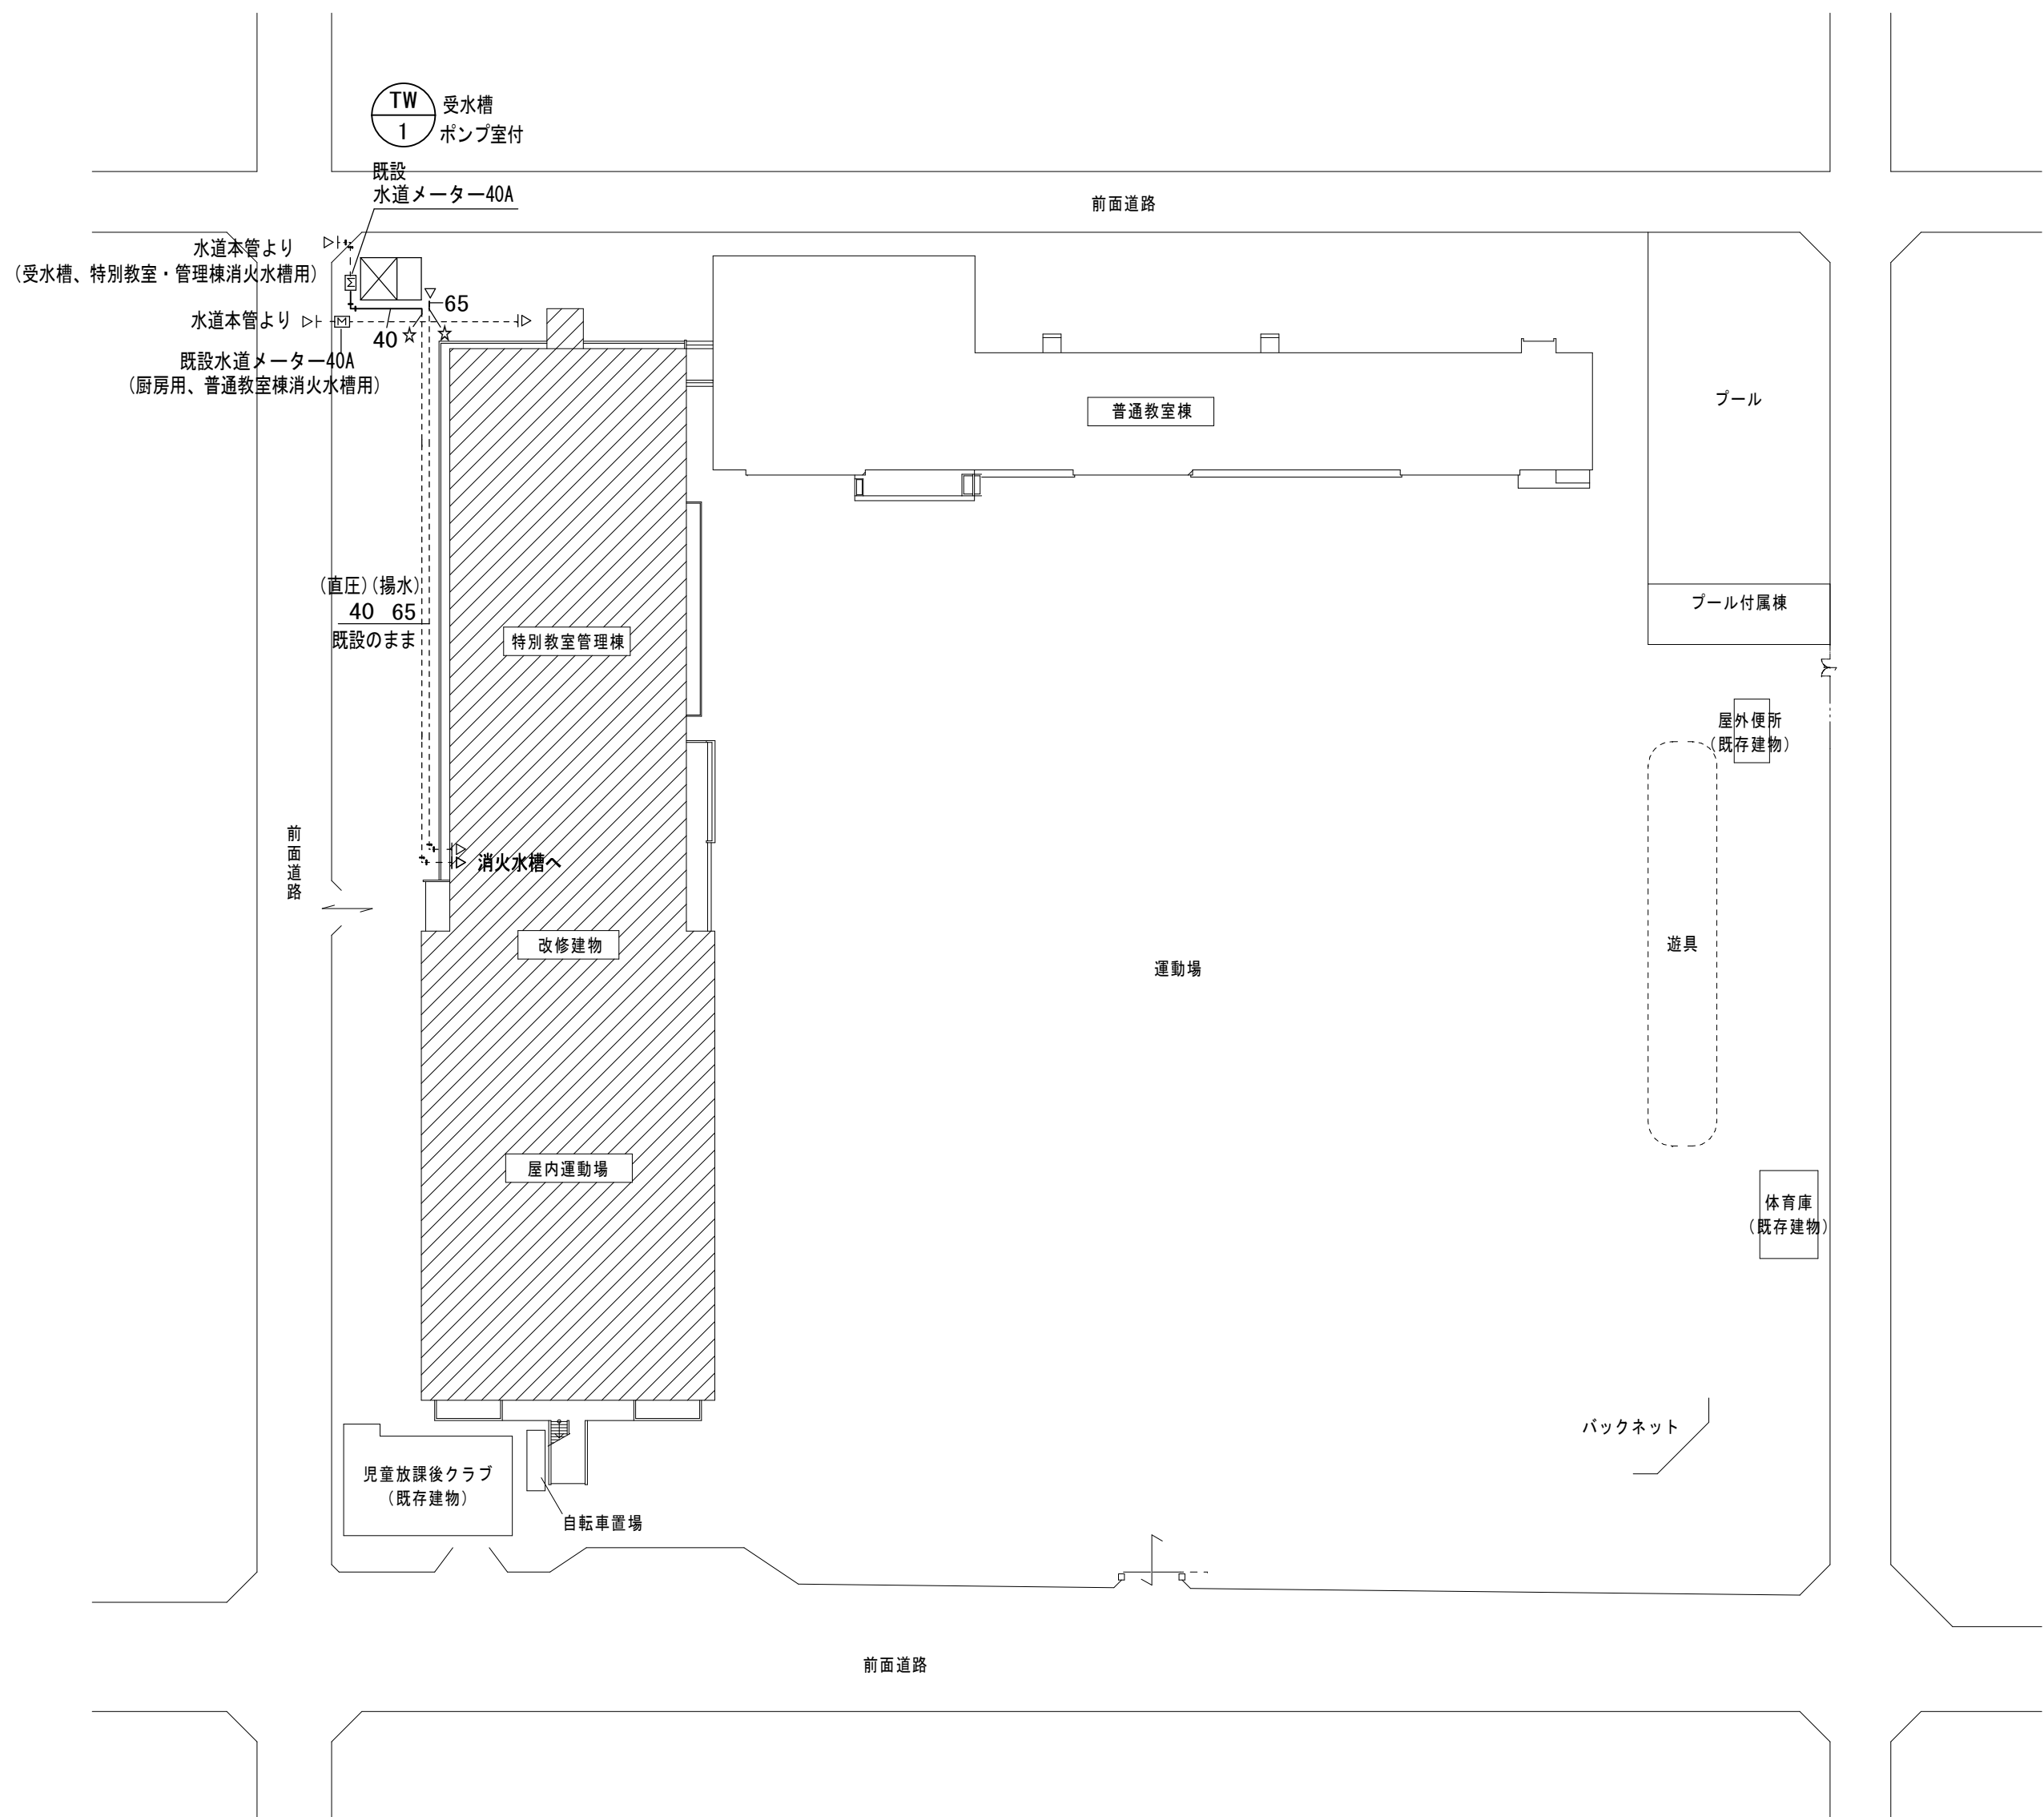 TW
1
受水槽
ポンプ室付
既設
水道メーター40A
前面道路
水道本管より
(受水槽、特別教室・管理棟消火水槽用)
M
65
水道本管より
M
40☆
☆
既設水道メーター40A
(厨房用、普通教室棟消火水槽用)
普通教室棟
プール
(直圧)(揚水)
40 65
既設のまま
特別教室管理棟
プール付属棟
屋外便所
(既存建物)
前面道路
消火水槽へ
改修建物
運動場
遊具
屋内運動場
体育庫
(既存建物)
バックネット
児童放課後クラブ
(既存建物)
自転車置場
前面道路